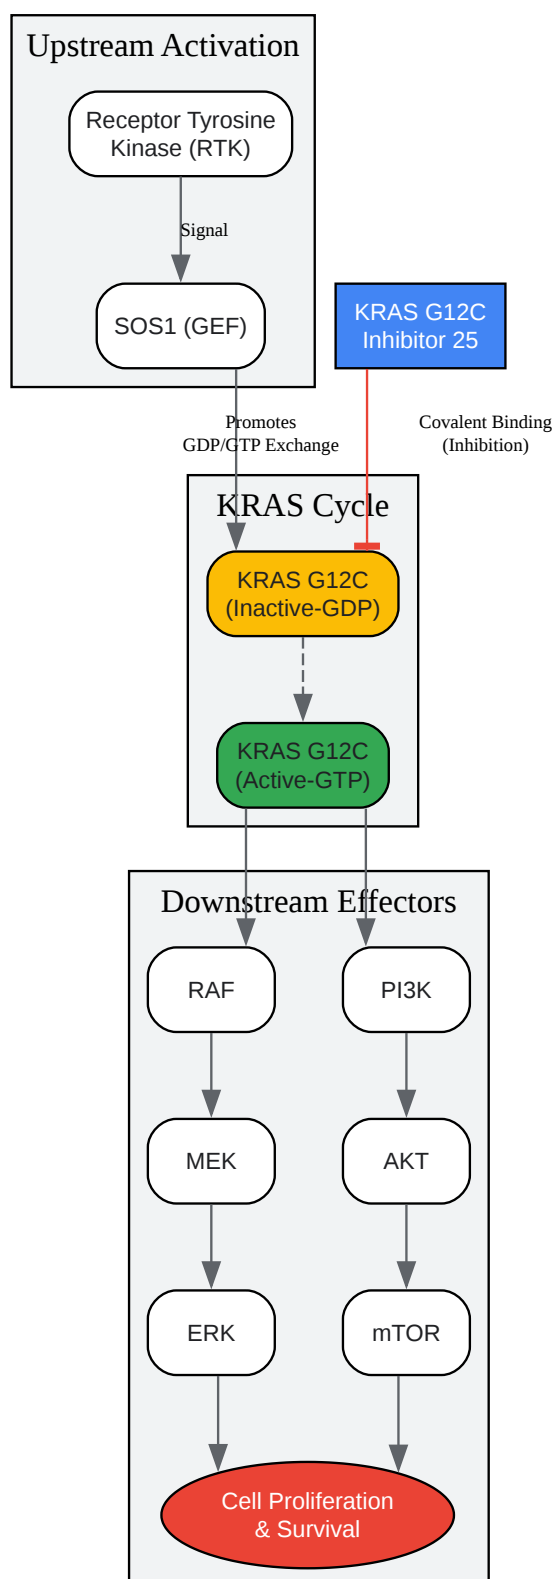 Upstream Activation
Receptor Tyrosine
Kinase (RTK)
Signal
SOS1 (GEF)
KRAS G12C
Inhibitor 25
Promotes
GDP/GTP Exchange
Covalent Binding
(Inhibition)
KRAS Cycle
KRAS G12C
(Inactive-GDP)
KRAS G12C
(Active-GTP)
Downstream Effectors
RAF
PI3K
MEK
AKT
ERK
mTOR
Cell Proliferation
& Survival